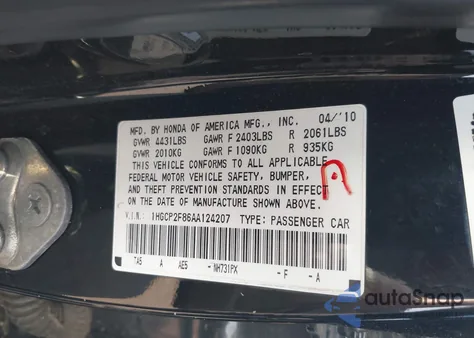 MFD. BY HONDA OF AMERICA MFG., INC. 04/10
GVWR 4431LBS GAWR F 2403LBS R 2061LBS
GVWR 2010KG GAWR F 1090KG R 935KG
THIS VEHICLE CONFORMS TO ALL APPLICABLE
FEDERAL MOTOR VEHICLE SAFETY, BUMPER,
AND THEFT PREVENTION STANDARDS IN EFFECT
ON THE DATE OF MANUFACTURE SHOWN ABOVE.
A
V.I.N.: 1HGCP2F86AA124207 TYPE: PASSENGER CAR
TA5 A AE5 -NH731PX -F -A
autoSnap